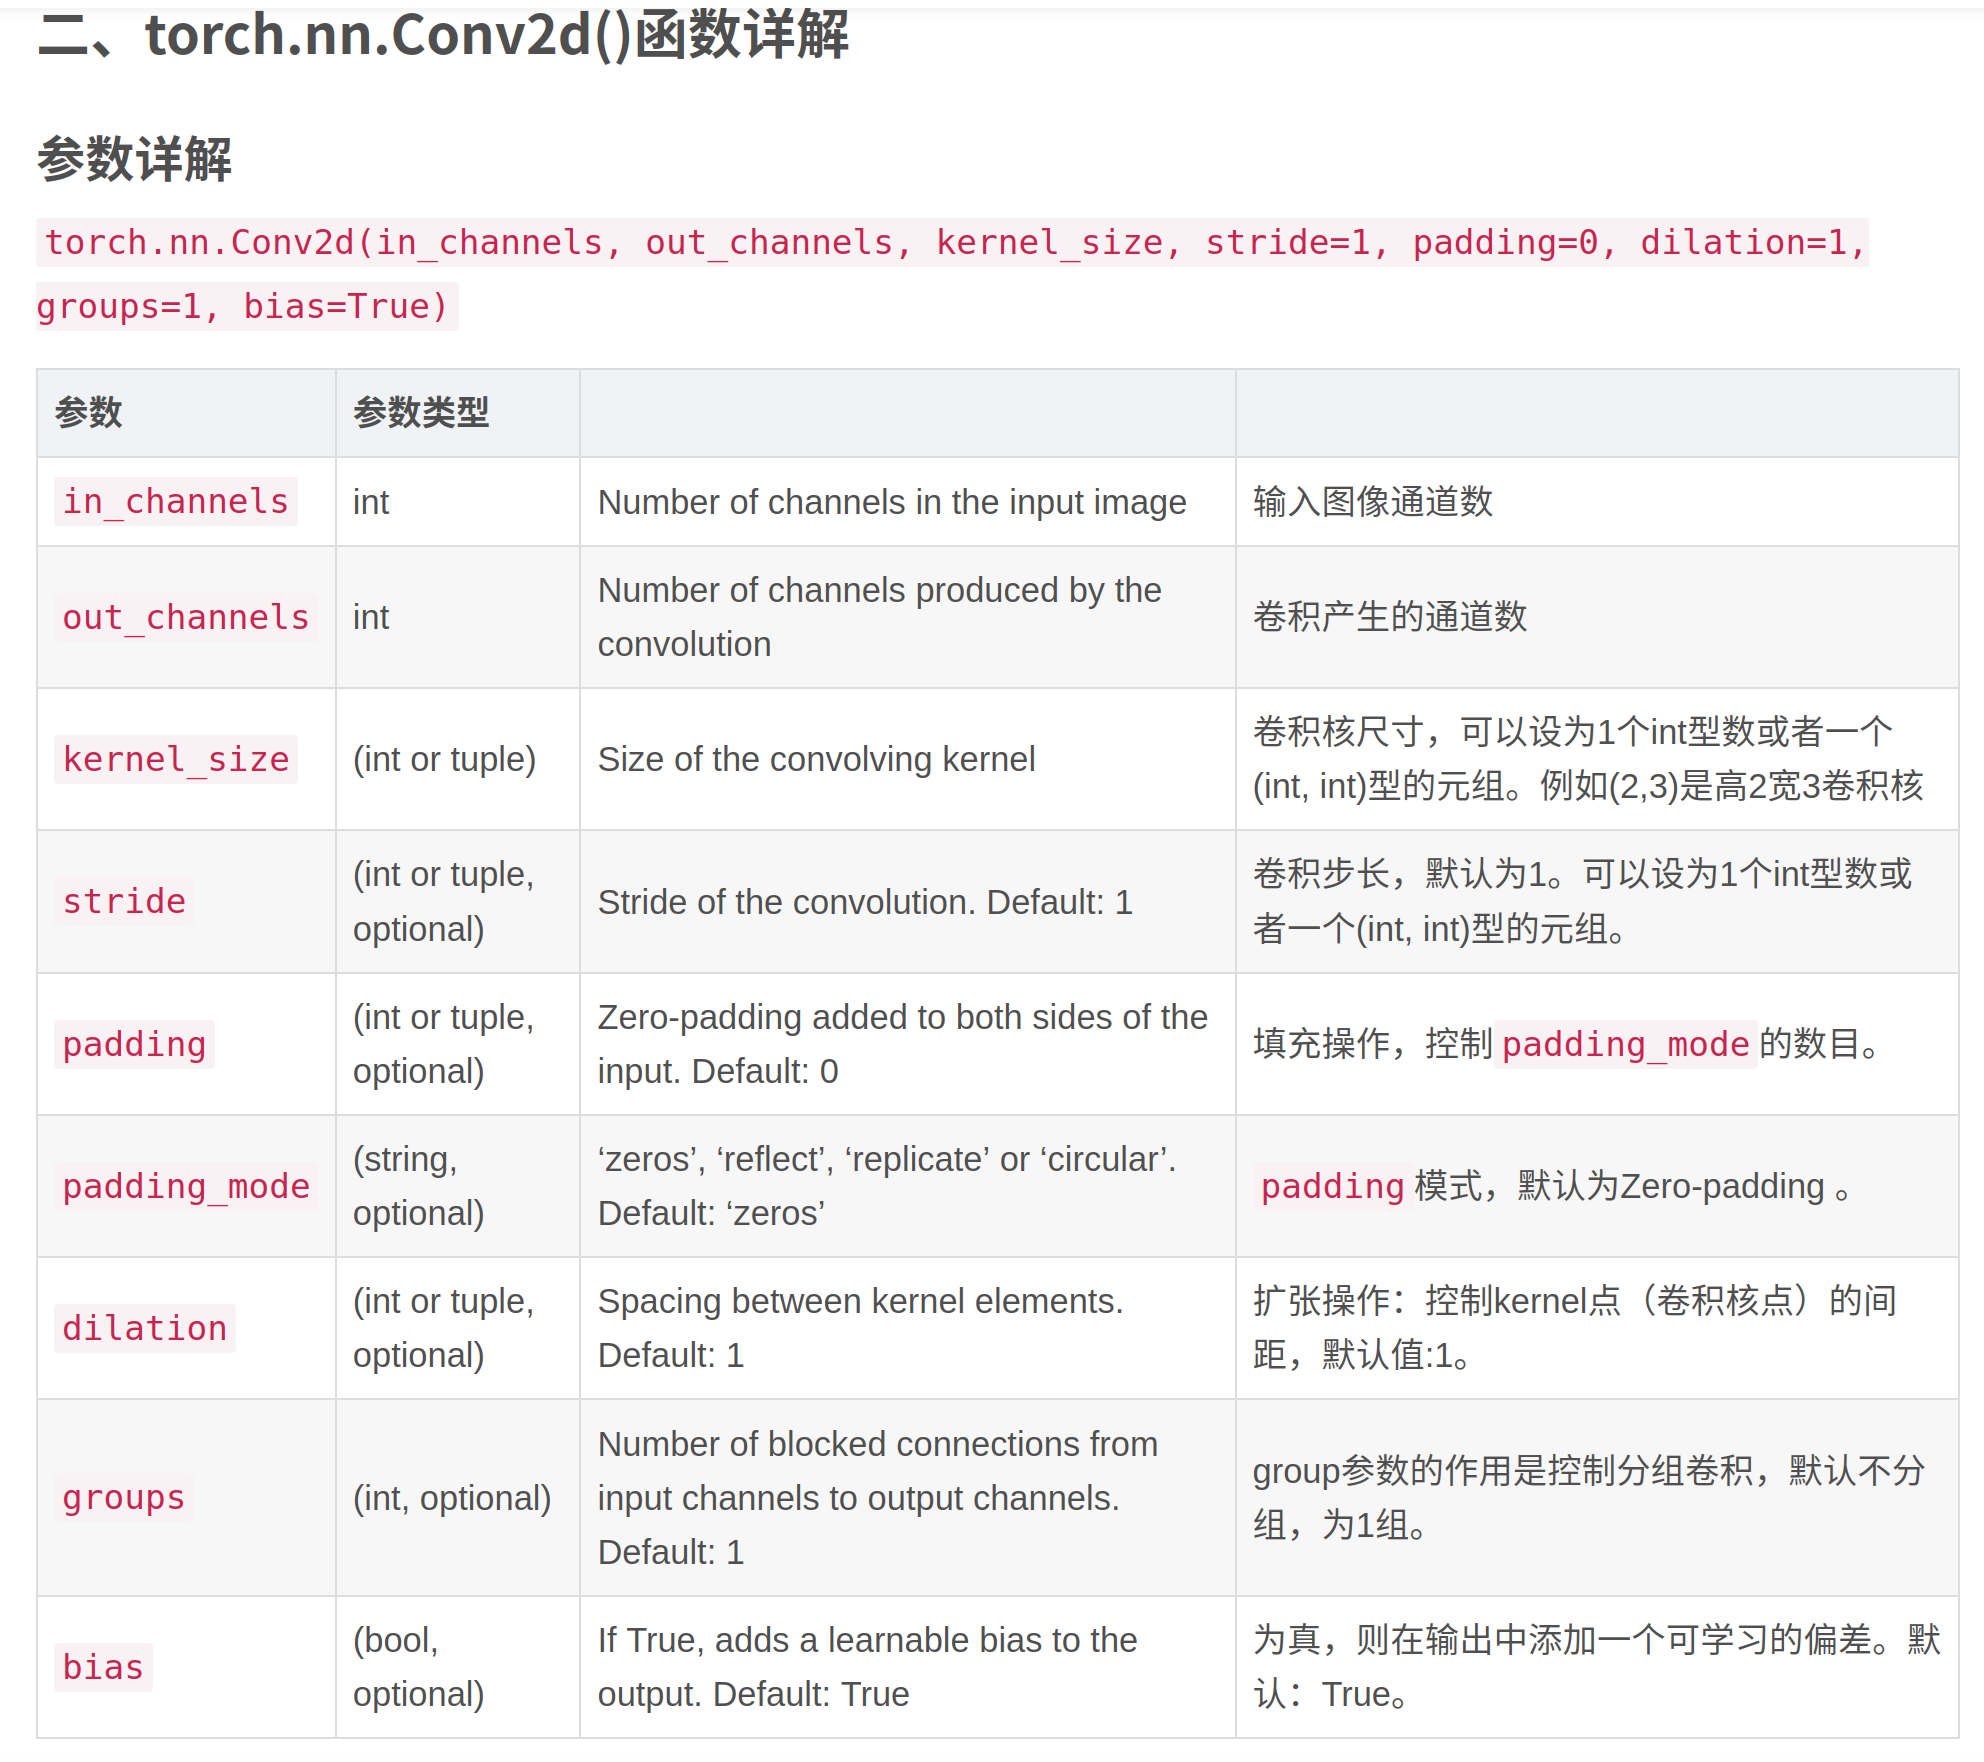 二、torch.nn.Conv2d()函数详解
参数详解
torch.nn.Conv2d(in_channels, out_channels, kernel_size, stride=1, padding=0, dilation=1,
groups=1, bias=True)
参数 参数类型
in_channels int Number of channels in the input image 输入图像通道数
out_channels int Number of channels produced by the
convolution 卷积产生的通道数
kernel_size (int or tuple) Size of the convolving kernel 卷积核尺寸，可以设为1个int型数或者一个
(int, int)型的元组。例如(2,3)是高2宽3卷积核
stride (int or tuple,
optional) Stride of the convolution. Default: 1 卷积步长，默认为1。可以设为1个int型数或
者一个(int, int)型的元组。
padding (int or tuple,
optional) Zero-padding added to both sides of the
input. Default: 0 填充操作，控制padding_mode的数目。
padding_mode (string,
optional) ‘zeros’, ‘reflect’, ‘replicate’ or ‘circular’.
Default: ‘zeros’ padding模式，默认为Zero-padding 。
dilation (int or tuple,
optional) Spacing between kernel elements.
Default: 1 扩张操作：控制kernel点（卷积核点）的间
距，默认值:1。
groups (int, optional) Number of blocked connections from
input channels to output channels.
Default: 1 group参数的作用是控制分组卷积，默认不分
组，为1组。
bias (bool,
optional) If True, adds a learnable bias to the
output. Default: True 为真，则在输出中添加一个可学习的偏差。默
认：True。